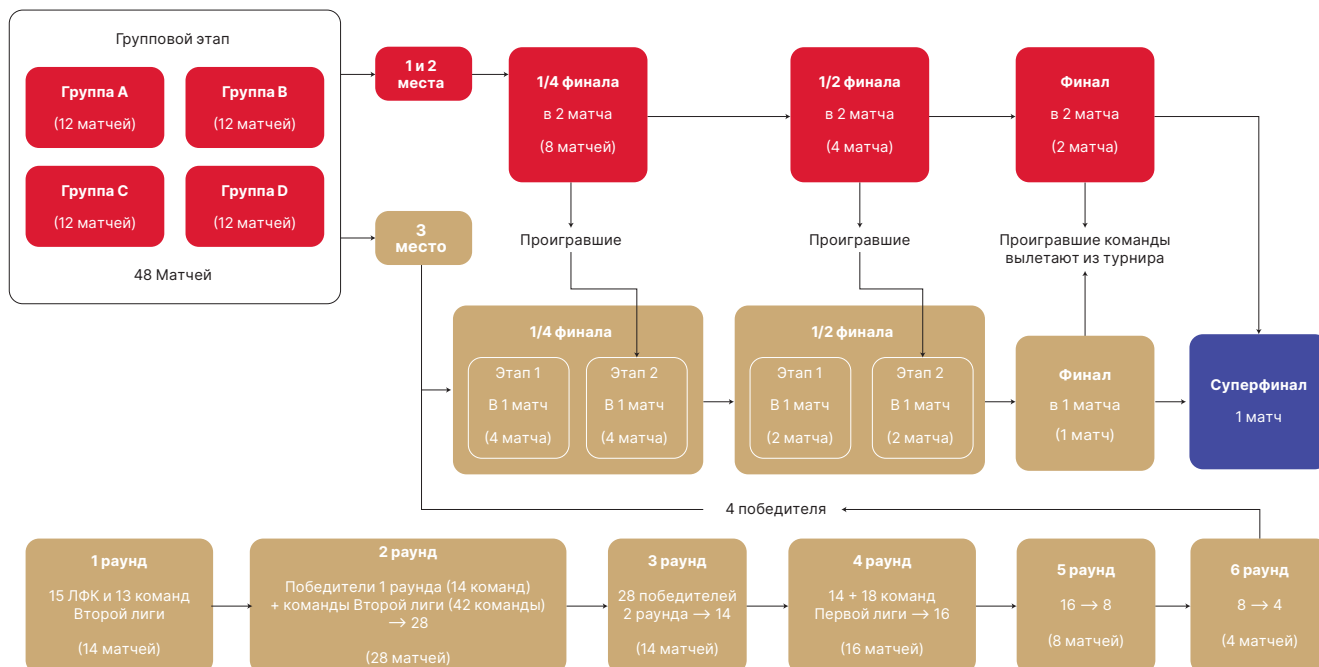 Групповой этап
Группа A
(12 матчей)
Группа B
(12 матчей)
Группа C
(12 матчей)
Группа D
(12 матчей)
48 Матчей
1 и 2
места
1/4 финала
в 2 матча
(8 матчей)
1/2 финала
в 2 матча
(4 матча)
Финал
в 2 матча
(2 матча)
3
место
Проигравшие
Проигравшие
Проигравшие команды
вылетают из турнира
1/4 финала
Этап 1
В 1 матч
(4 матча)
Этап 2
В 1 матч
(4 матча)
1/2 финала
Этап 1
В 1 матч
(2 матча)
Этап 2
В 1 матч
(2 матча)
Финал
в 1 матча
(1 матч)
Суперфинал
1 матч
4 победителя
1 раунд
15 ЛФК и 13 команд
Второй лиги
(14 матчей)
2 раунд
Победители 1 раунда (14 команд)
+ команды Второй лиги (42 команды)
→ 28
(28 матчей)
3 раунд
28 победителей
2 раунда → 14
(14 матчей)
4 раунд
14 + 18 команд
Первой лиги → 16
(16 матчей)
5 раунд
16 → 8
(8 матчей)
6 раунд
8 → 4
(4 матчей)